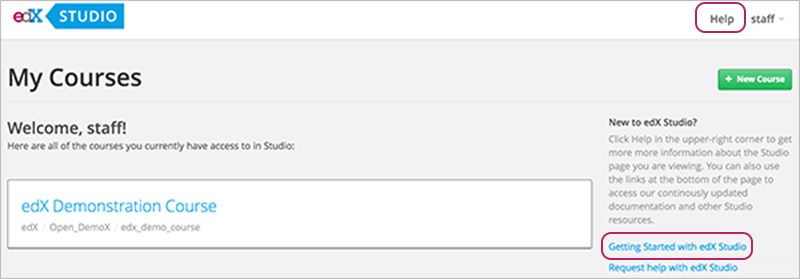 edX STUDIO
Help staff
My Courses
+ New Course
Welcome, staff!
Here are all of the courses you currently have access to in Studio:
edX Demonstration Course
edX / Open_DemoX / edx_demo_course
New to edX Studio?
Click Help in the upper-right corner to get
more more information about the Studio
page you are viewing. You can also use
the links at the bottom of the page to
access our continously updated
documentation and other Studio
resources.
Getting Started with edX Studio
Request help with edX Studio